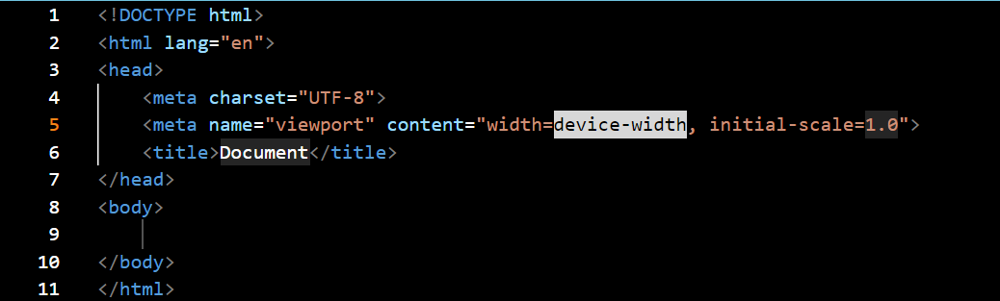 1 <!DOCTYPE html>
2 <html lang="en">
3 <head>
4     <meta charset="UTF-8">
5     <meta name="viewport" content="width=device-width, initial-scale=1.0">
6     <title>Document</title>
7 </head>
8 <body>
9
10 </body>
11 </html>